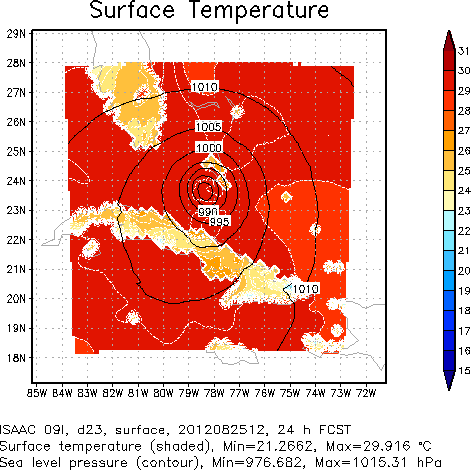 Surface Temperature
29N
28N
27N
26N
25N
24N
23N
22N
21N
20N
19N
18N
1010
1005
1000
990
995
1010
85W 84W 83W 82W 81W 80W 79W 78W 77W 76W 75W 74W 73W 72W
31
30
29
28
27
26
25
24
23
22
21
20
19
18
17
16
15
ISAAC 09l, d23, surface, 2012082512, 24 h FCST
Surface temperature (shaded), Min=21.2662, Max=29.916 °C
Sea level pressure (contour), Min=976.682, Max=1015.31 hPa